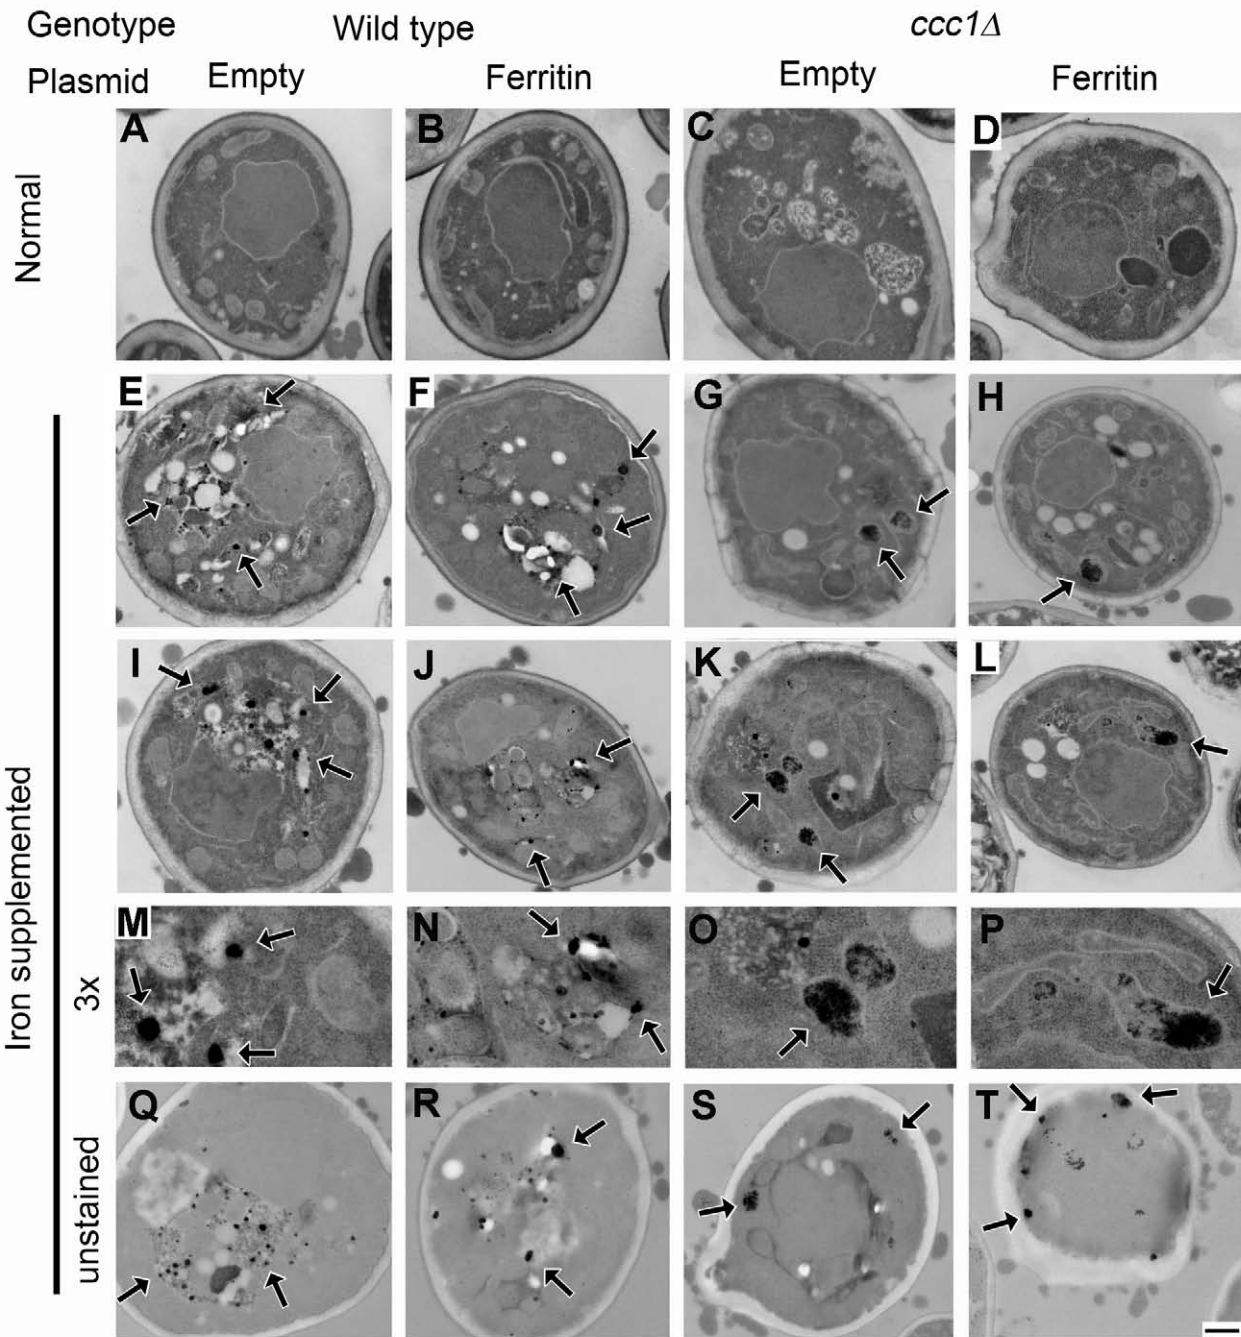 Genotype Wild type ccc1Δ
Plasmid Empty Ferritin Empty Ferritin
Normal
A B C D
Iron supplemented
E F G H
I J K L
3x
M N O P
unstained
Q R S T